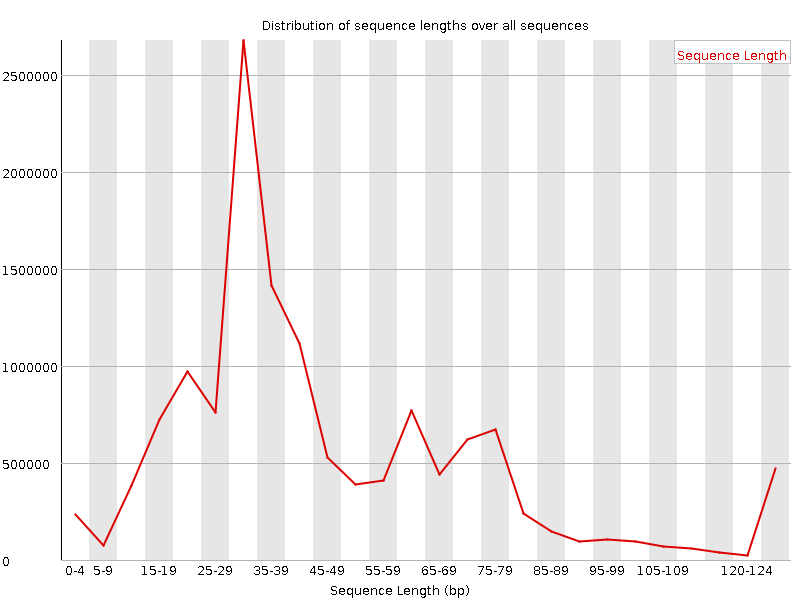 Distribution of sequence lengths over all sequences
Sequence Length
2500000
2000000
1500000
1000000
500000
0
0-4 5-9 15-19 25-29 35-39 45-49 55-59 65-69 75-79 85-89 95-99 105-109 120-124
Sequence Length (bp)